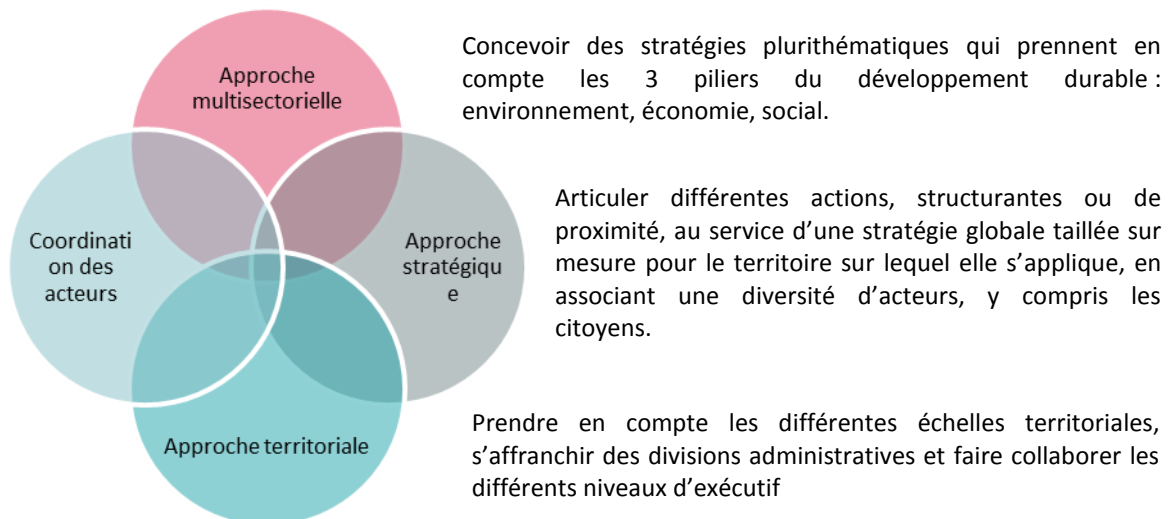 Approche
multisectorielle
Concevoir des stratégies plurithématiques qui prennent en
compte les 3 piliers du développement durable :
environnement, économie, social.
Coordinati
on des
acteurs
Approche
stratégiqu
e
Articuler différentes actions, structurantes ou de
proximité, au service d’une stratégie globale taillée sur
mesure pour le territoire sur lequel elle s’applique, en
associant une diversité d’acteurs, y compris les
citoyens.
Approche territoriale
Prendre en compte les différentes échelles territoriales,
s’affranchir des divisions administratives et faire collaborer les
différents niveaux d’exécutif